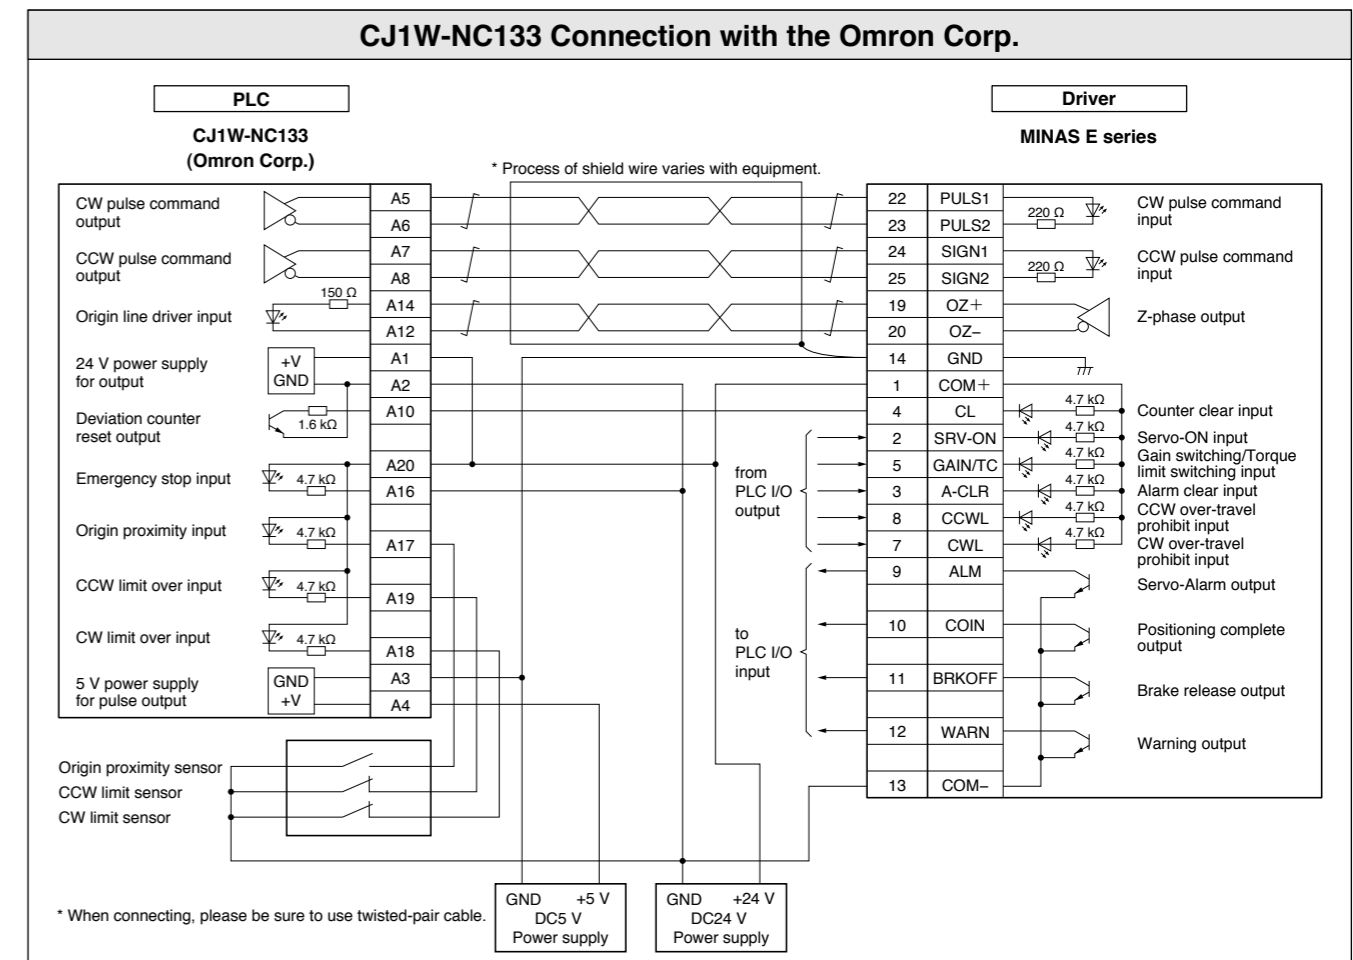 CJ1W-NC133 Connection with the Omron Corp.
PLC
Driver
CJ1W-NC133
(Omron Corp.)
MINAS E series
* Process of shield wire varies with equipment.
CW pulse command
output
A5
A6
22 PULS1
23 PULS2
220 Ω
CW pulse command
input
CCW pulse command
output
A7
A8
24 SIGN1
25 SIGN2
220 Ω
CCW pulse command
input
Origin line driver input
150 Ω
A14
A12
19 OZ+
20 OZ−
Z-phase output
24 V power supply
for output
+V
GND
A1
A2
14 GND
1 COM+
Deviation counter
reset output
1.6 kΩ
A10
4 CL
4.7 kΩ
Counter clear input
2 SRV-ON
4.7 kΩ
Servo-ON input
Emergency stop input
4.7 kΩ
A20
A16
from
PLC I/O
output
5 GAIN/TC
4.7 kΩ
Gain switching/Torque
limit switching input
3 A-CLR
4.7 kΩ
Alarm clear input
Origin proximity input
4.7 kΩ
A17
8 CCWL
4.7 kΩ
CCW over-travel
prohibit input
7 CWL
4.7 kΩ
CW over-travel
prohibit input
CCW limit over input
4.7 kΩ
A19
9 ALM
Servo-Alarm output
CW limit over input
4.7 kΩ
A18
to
PLC I/O
input
10 COIN
Positioning complete
output
5 V power supply
for pulse output
GND
+V
A3
A4
11 BRKOFF
Brake release output
12 WARN
Warning output
13 COM−
Origin proximity sensor
CCW limit sensor
CW limit sensor
* When connecting, please be sure to use twisted-pair cable.
GND +5 V
DC5 V
Power supply
GND +24 V
DC24 V
Power supply